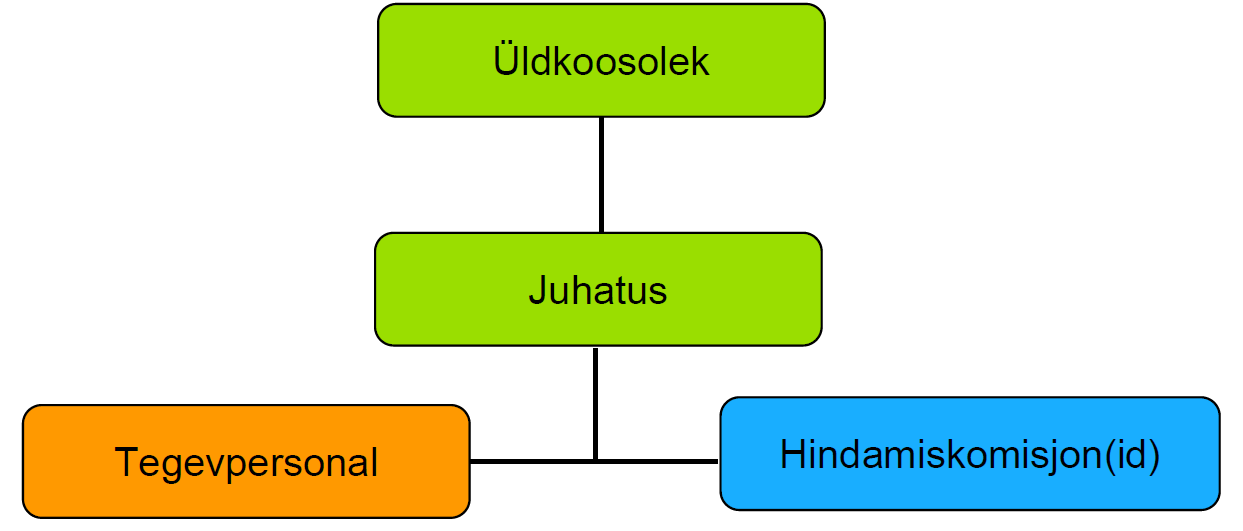 Üldkoosolek
Juhatus
Tegevpersonal
Hindamiskomisjon(id)